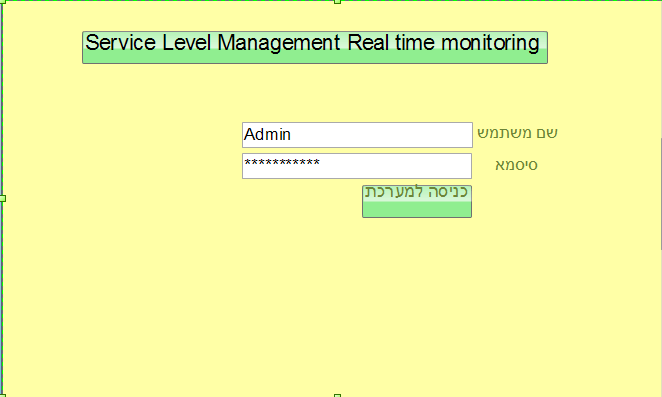 Service Level Management Real time monitoring
שם משתמש Admin
סיסמא ***********
כניסה למערכת